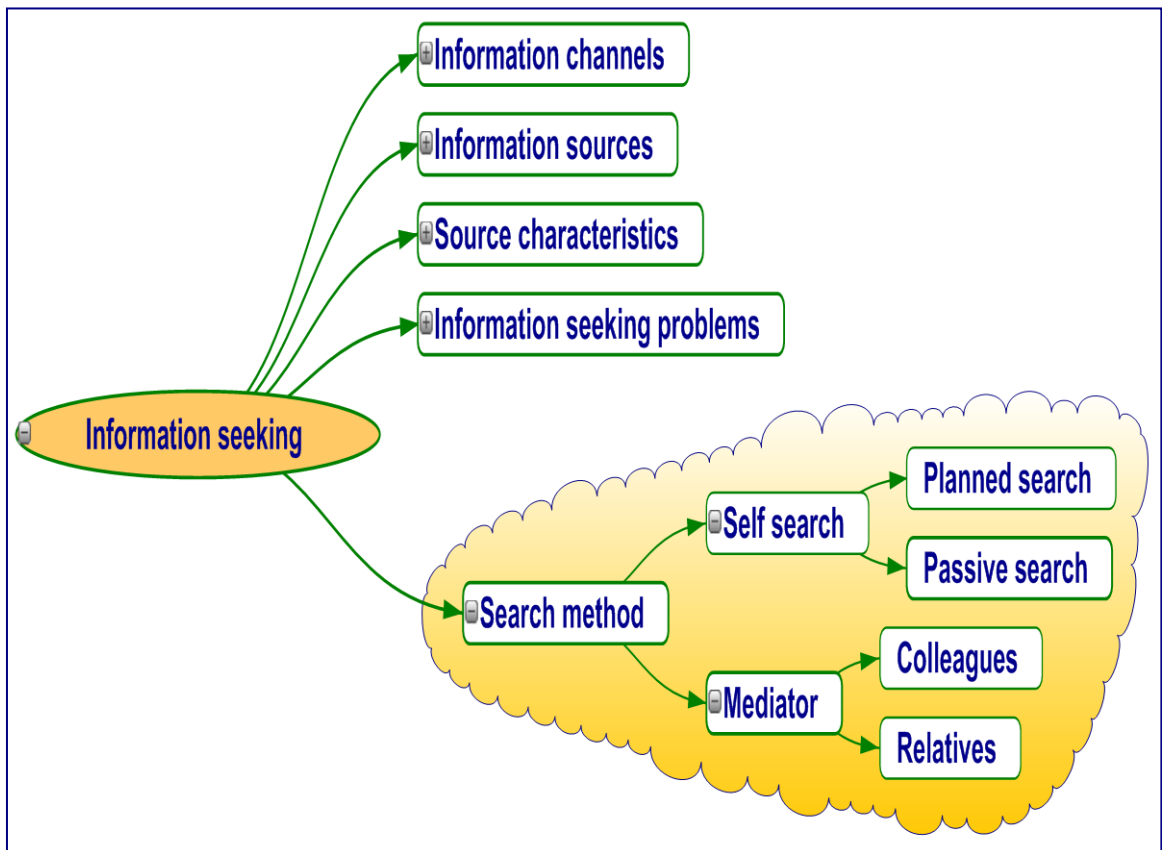 Information channels
Information sources
Source characteristics
Information seeking problems
Information seeking
Search method
Self search
Planned search
Passive search
Mediator
Colleagues
Relatives